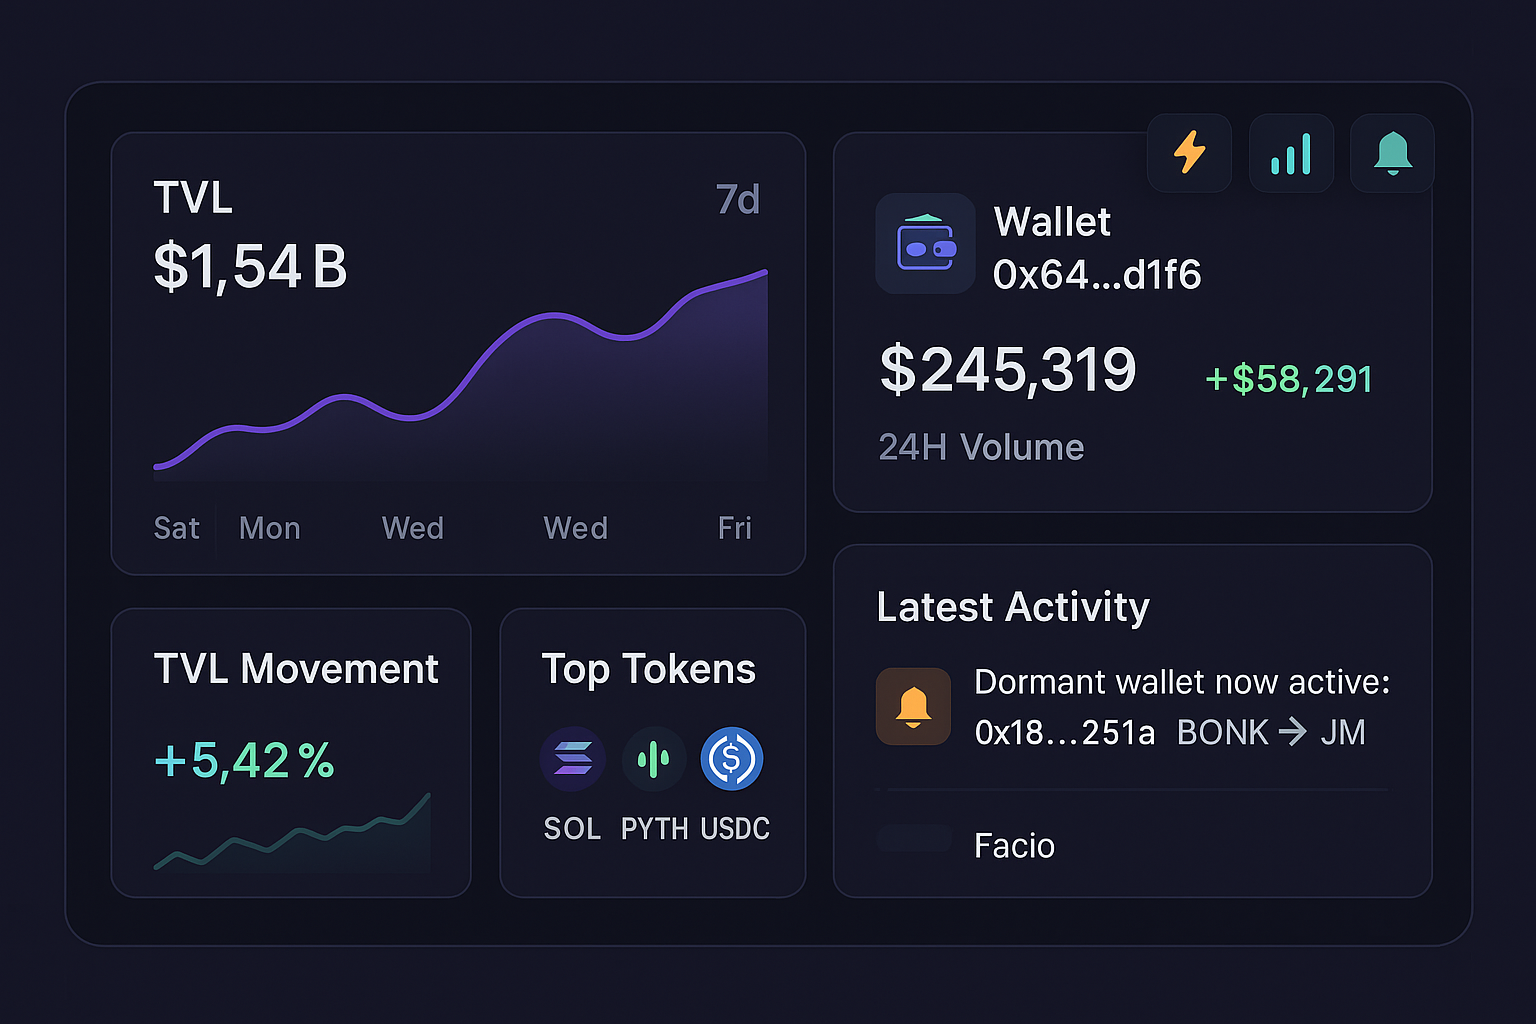 TVL
7d
$1,54 B
Sat Mon Wed Wed Fri
Wallet
0x64...d1f6
$245,319 +$58,291
24H Volume
TVL Movement
+5,42 %
Top Tokens
SOL PYTH USDC
Latest Activity
Dormant wallet now active:
0x18...251a BONK → JM
Facio